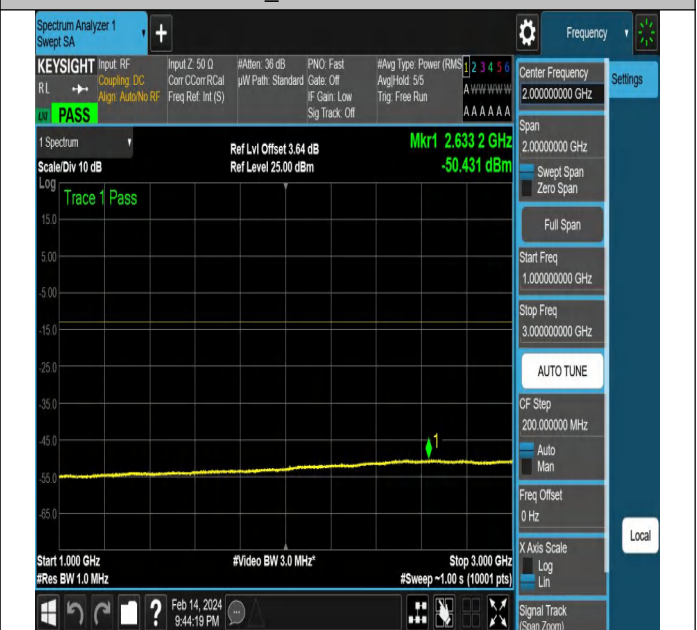 Spectrum Analyzer 1
Swept SA
+
Frequency
KEYSIGHT
Input: RF
Input Z: 50 Ω
#Atten: 36 dB
PNO: Fast
#Avg Type: Power (RMS
1 2 3 4 5 6
RL
Coupling: DC
Corr CCorr RCal
µW Path: Standard
Gate: Off
Avg|Hold: 5/5
A W W W W W
Align: Auto/No RF
Freq Ref: Int (S)
IF Gain: Low
Trig: Free Run
PASS
Sig Track: Off
A A A A A A
1 Spectrum
Ref Lvl Offset 3.64 dB
Mkr1 2.633 2 GHz
Scale/Div 10 dB
Ref Level 25.00 dBm
-50.431 dBm
Log
Trace 1 Pass
15.0
5.00
-5.00
-15.0
-25.0
-35.0
-45.0
-55.0
-65.0
1
Start 1.000 GHz
#Video BW 3.0 MHz*
Stop 3.000 GHz
#Res BW 1.0 MHz
#Sweep ~1.00 s (10001 pts)
Center Frequency
2.000000000 GHz
Settings
Span
2.00000000 GHz
Swept Span
Zero Span
Full Span
Start Freq
1.000000000 GHz
Stop Freq
3.000000000 GHz
AUTO TUNE
CF Step
200.000000 MHz
Auto
Man
Freq Offset
0 Hz
Local
X Axis Scale
Log
Lin
Signal Track
(Span Zoom)
?
Feb 14, 2024
9:44:19 PM